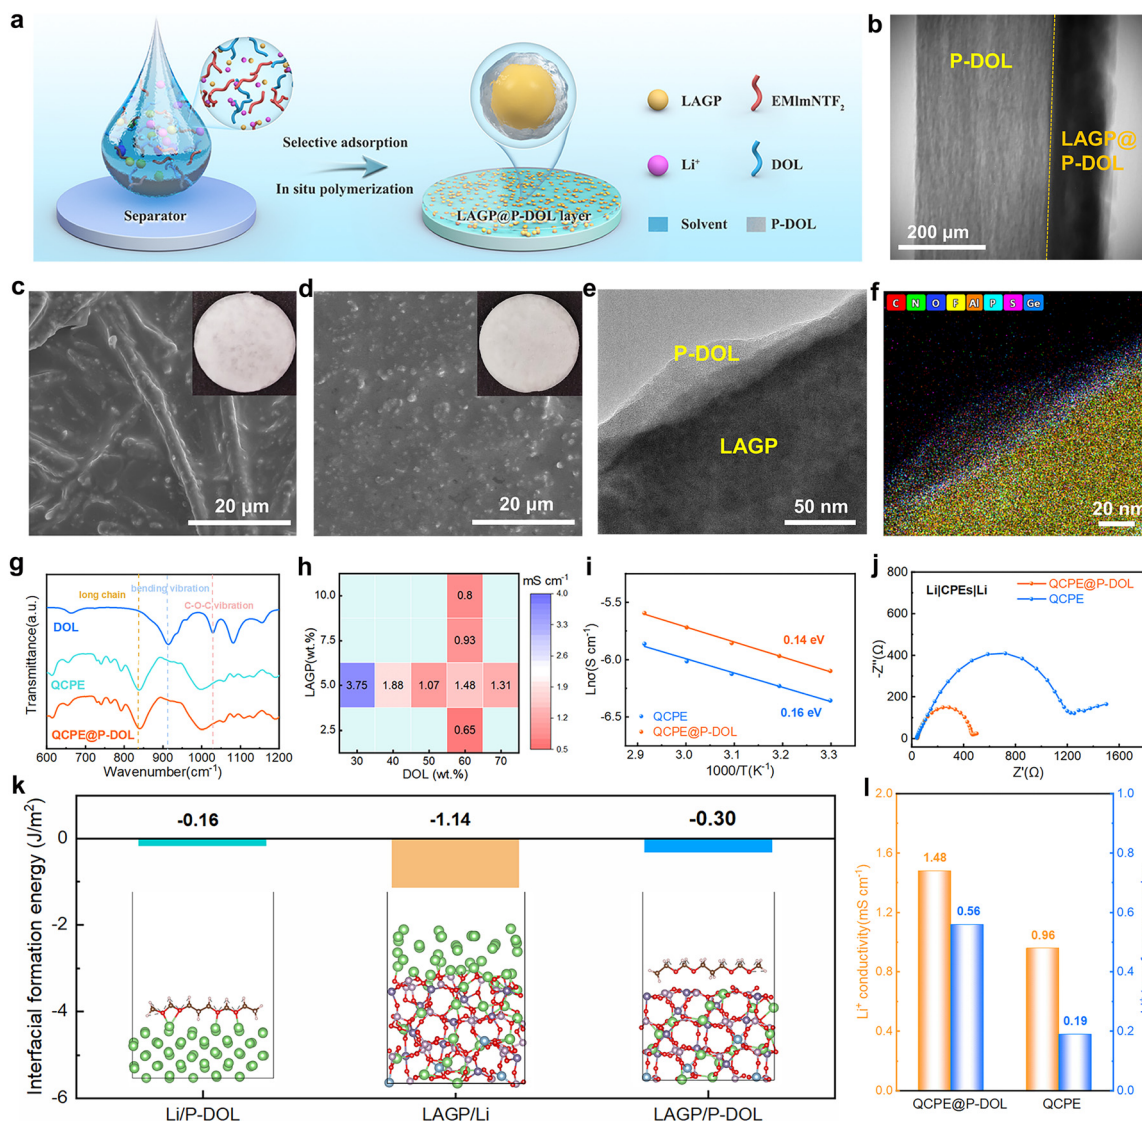 a
LAGP
EMImNTF2
Selective adsorption
Li+
DOL
In situ polymerization
Separator
LAGP@P-DOL layer
Solvent
P-DOL
b
P-DOL
LAGP@
P-DOL
200 μm
c
20 μm
d
20 μm
e
P-DOL
LAGP
50 nm
f
C N O F Al P S Ge
20 nm
g
long chain
bending vibration
C-O-C vibration
DOL
QCPE
QCPE@P-DOL
Transmittance(a.u.)
600 700 800 900 1000 1100 1200
Wavenumber(cm-1)
h
mS cm-1
10.0
7.5
5.0
2.5
LAGP(wt.%)
0.8
0.93
3.75 1.88 1.07 1.48 1.31
0.65
30 40 50 60 70
DOL (wt.%)
4.0
3.5
2.9
2.3
1.7
1.2
0.5
i
-5.5
-6.0
-6.5
Lnσ(S cm-1)
0.14 eV
0.16 eV
QCPE
QCPE@P-DOL
2.9 3.0 3.1 3.2 3.3
1000/T(K-1)
j
Li|CPEs|Li
QCPE@P-DOL
QCPE
-800
-600
-400
-200
0
-Z''(Ω)
0 400 800 1200 1600
Z'(Ω)
k
Interfacial formation energy (J/m2)
0
-2
-4
-6
-0.16 -1.14 -0.30
Li/P-DOL LAGP/Li LAGP/P-DOL
l
Li+ conductivity(mS cm-1)
2.0
1.6
1.2
0.8
0.4
0.0
1.48
0.56
0.96
0.19
1.0
0.8
0.6
0.4
0.2
0.0
QCPE@P-DOL QCPE